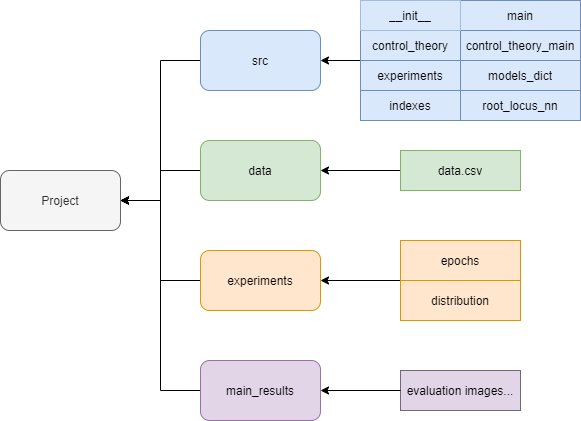 __init__
main
control_theory
control_theory_main
src
experiments
models_dict
indexes
root_locus_nn
data
data.csv
Project
epochs
experiments
distribution
main_results
evaluation images...